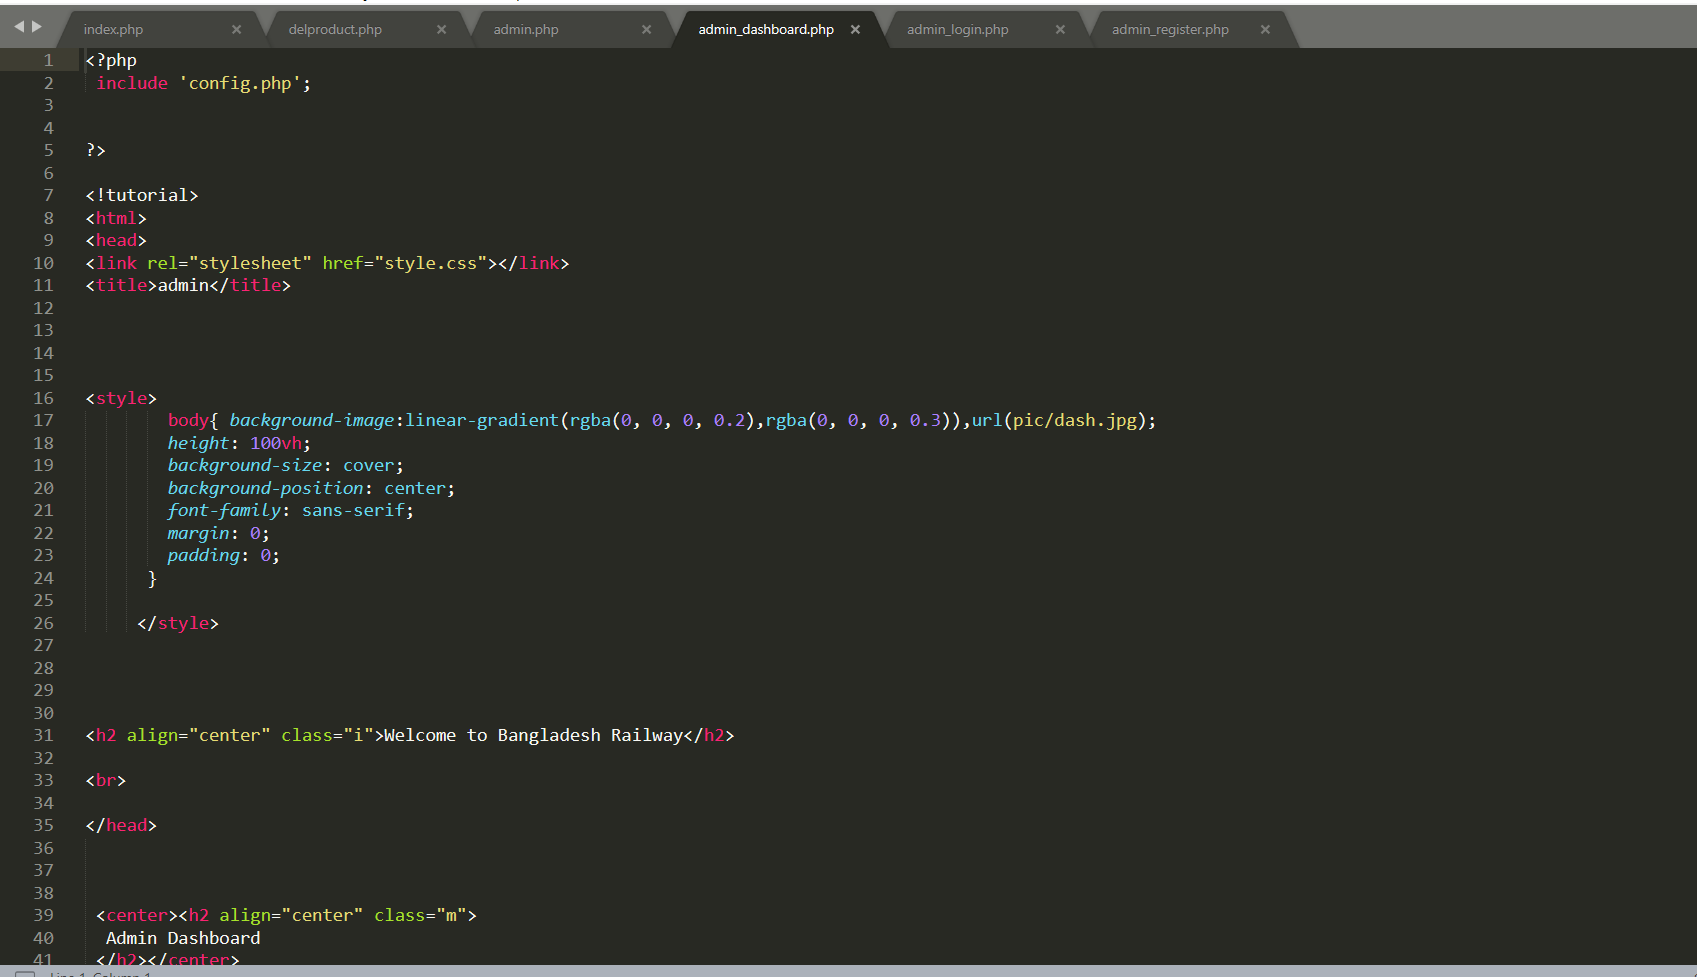 index.php × delproduct.php × admin.php × admin_dashboard.php × admin_login.php × admin_register.php ×
1 <?php
2 include 'config.php';
3
4
5 ?>
6
7 <!tutorial>
8 <html>
9 <head>
10 <link rel="stylesheet" href="style.css"></link>
11 <title>admin</title>
12
13
14
15
16 <style>
17 body{ background-image:linear-gradient(rgba(0, 0, 0, 0.2),rgba(0, 0, 0, 0.3)),url(pic/dash.jpg);
18 height: 100vh;
19 background-size: cover;
20 background-position: center;
21 font-family: sans-serif;
22 margin: 0;
23 padding: 0;
24 }
25
26 </style>
27
28
29
30
31 <h2 align="center" class="i">Welcome to Bangladesh Railway</h2>
32
33 <br>
34
35 </head>
36
37
38
39 <center><h2 align="center" class="m">
40 Admin Dashboard
41 </h2></center>
Line 1, Column 1